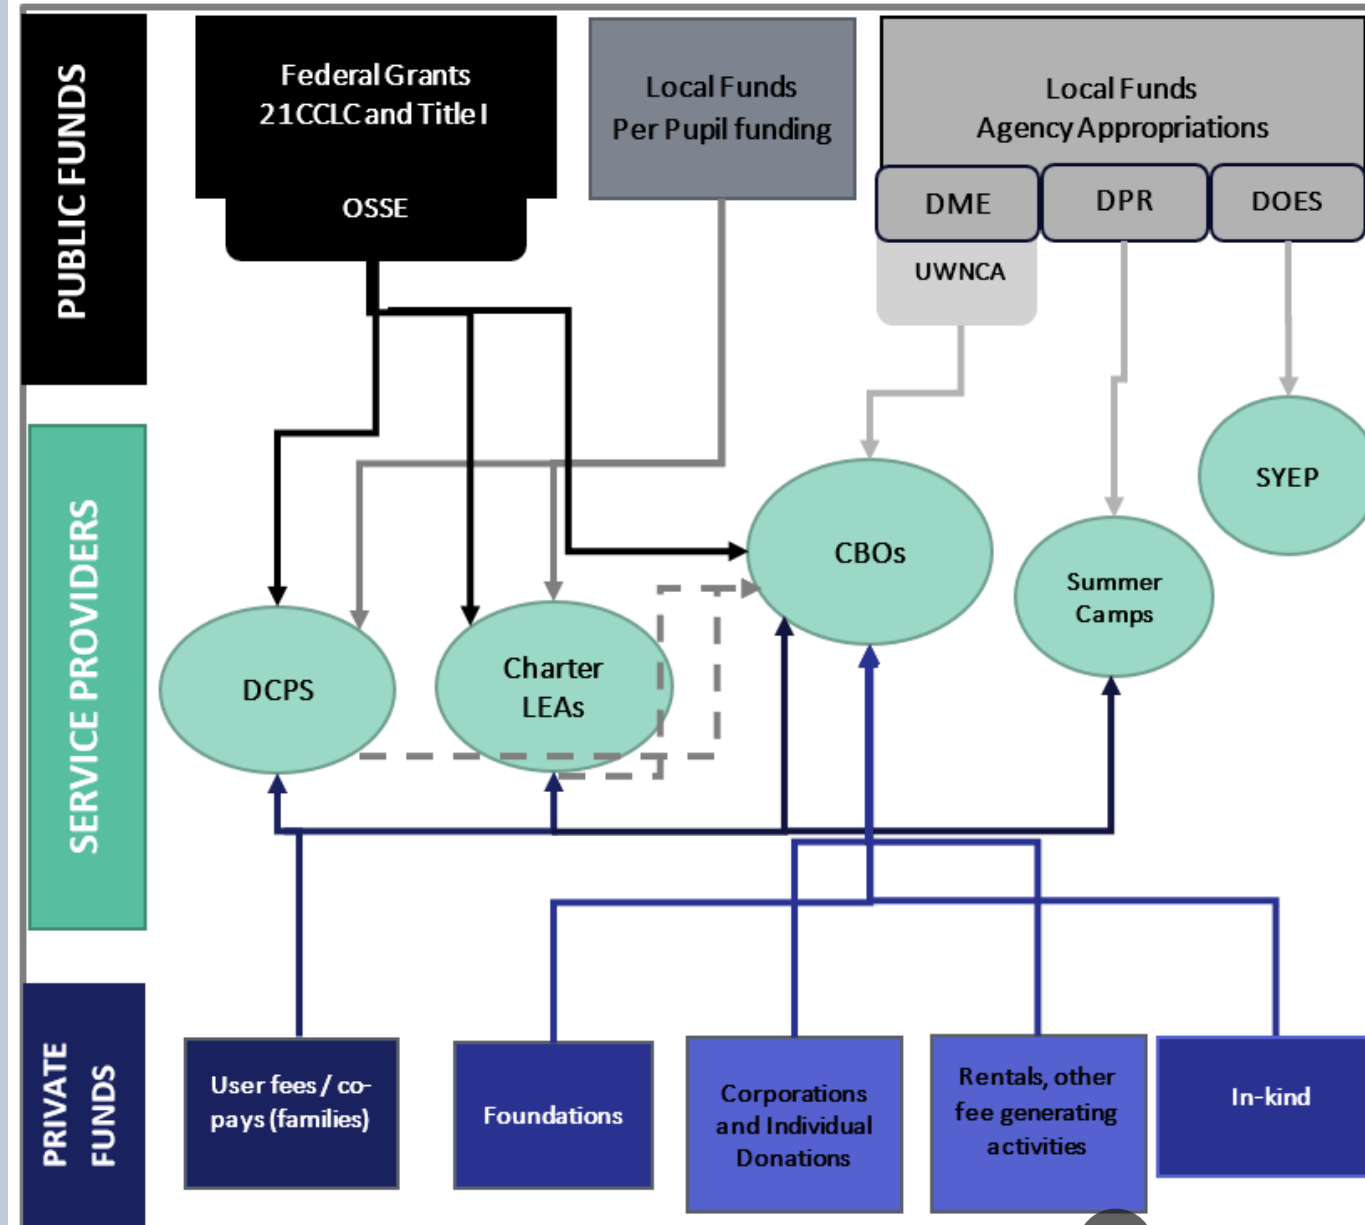 PUBLIC FUNDS
Federal Grants
21CCLC and Title I
OSSE
Local Funds
Per Pupil funding
Local Funds
Agency Appropriations
DME
DPR
DOES
UWNCA
SERVICE PROVIDERS
SYEP
CBOs
Summer
Camps
DCPS
Charter
LEAs
PRIVATE
FUNDS
User fees / co-
pays (families)
Foundations
Corporations
and Individual
Donations
Rentals, other
fee generating
activities
In-kind